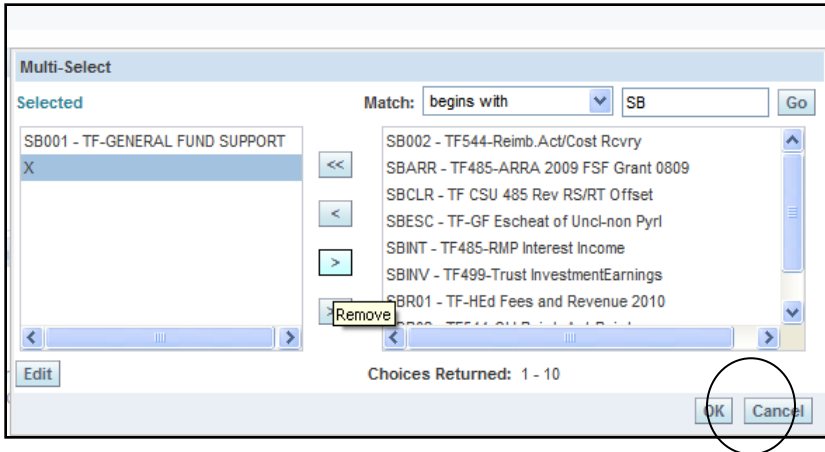 Multi-Select
Selected Match: begins with SB Go
SB001 - TF-GENERAL FUND SUPPORT
X
<<
<
>
>
Remove
SB002 - TF544-Reimb.Act/Cost Rcvry
SBARR - TF485-ARRA 2009 FSF Grant 0809
SBCLR - TF CSU 485 Rev RS/RT Offset
SBESC - TF-GF Escheat of Uncl-non Pyrl
SBINT - TF485-RMP Interest Income
SBINV - TF499-Trust InvestmentEarnings
SBR01 - TF-HEd Fees and Revenue 2010
Edit Choices Returned: 1 - 10
OK Cancel